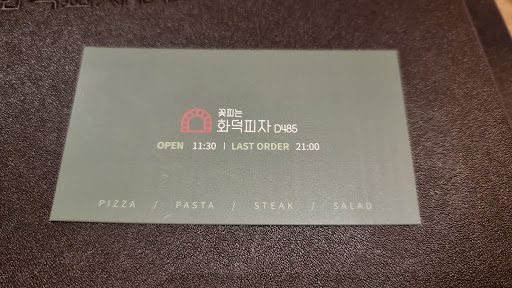 꽃피는
화덕피자 D485
OPEN 11:30 | LAST ORDER 21:00
PIZZA / PASTA / STEAK / SALAD